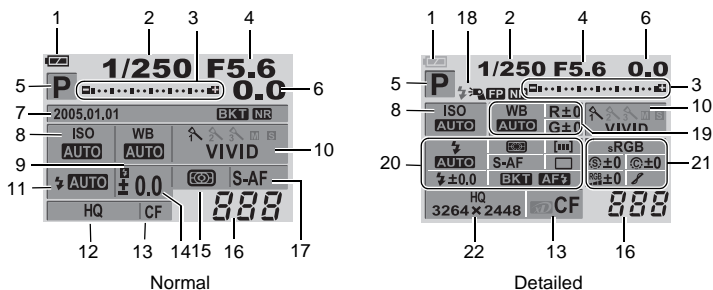 1 2 3 4
1/250 F5.6
5 P 0.0 6
7 2005.01.01 BKT NR
8 ISO WB
AUTO AUTO VIVID 10
9
11 AUTO ± 0.0 S-AF
HQ CF 888
12 13 14 15 16 17
Normal
1 18 2 4 6
1/250 F5.6 0.0
5 P FP NR 3
8 ISO WB R±0 10
AUTO AUTO G±0 VIVID 19
sRGB
20 AUTO S-AF S±0 C±0 21
±0.0 BKT AF RGB±0
HQ
3264×2448 CF 888
22 13 16
Detailed